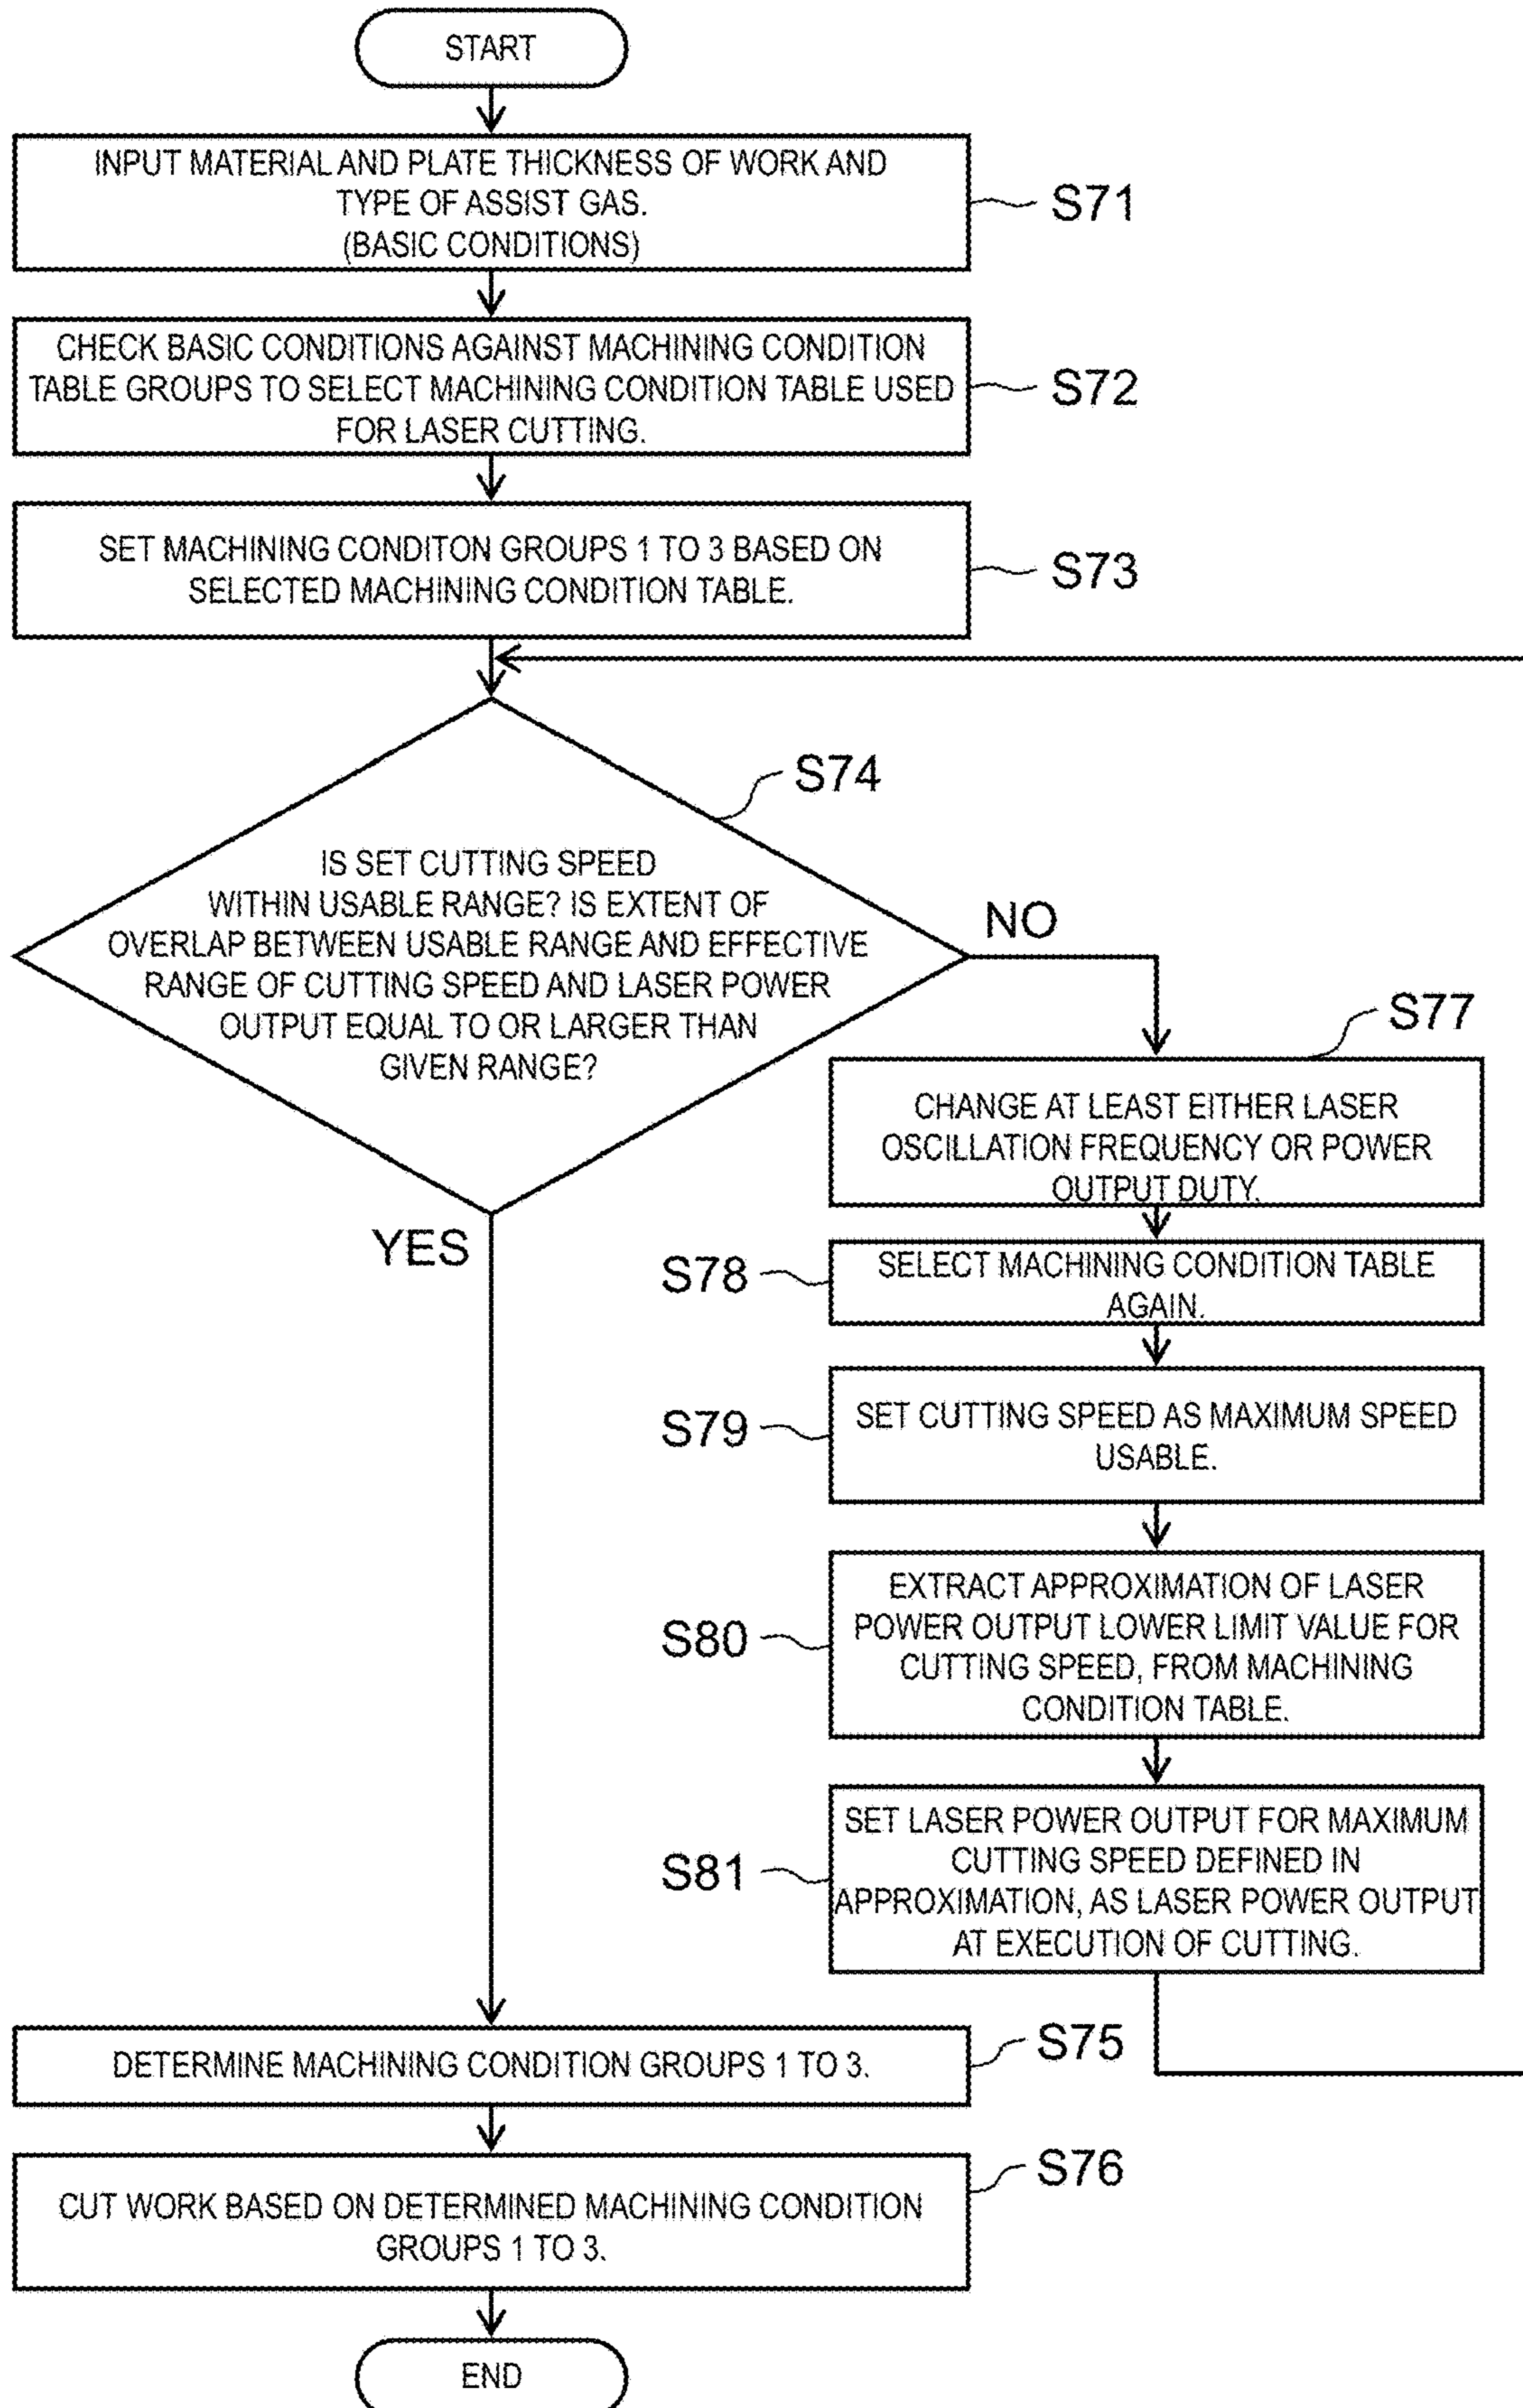 START
INPUT MATERIAL AND PLATE THICKNESS OF WORK AND
TYPE OF ASSIST GAS.
(BASIC CONDITIONS)
S71
CHECK BASIC CONDITIONS AGAINST MACHINING CONDITION
TABLE GROUPS TO SELECT MACHINING CONDITION TABLE USED
FOR LASER CUTTING.
S72
SET MACHINING CONDITON GROUPS 1 TO 3 BASED ON
SELECTED MACHINING CONDITION TABLE.
S73
S74
IS SET CUTTING SPEED
WITHIN USABLE RANGE? IS EXTENT OF
OVERLAP BETWEEN USABLE RANGE AND EFFECTIVE
RANGE OF CUTTING SPEED AND LASER POWER
OUTPUT EQUAL TO OR LARGER THAN
GIVEN RANGE?
NO
YES
S77
CHANGE AT LEAST EITHER LASER
OSCILLATION FREQUENCY OR POWER
OUTPUT DUTY.
S78
SELECT MACHINING CONDITION TABLE
AGAIN.
S79
SET CUTTING SPEED AS MAXIMUM SPEED
USABLE.
S80
EXTRACT APPROXIMATION OF LASER
POWER OUTPUT LOWER LIMIT VALUE FOR
CUTTING SPEED, FROM MACHINING
CONDITION TABLE.
S81
SET LASER POWER OUTPUT FOR MAXIMUM
CUTTING SPEED DEFINED IN
APPROXIMATION, AS LASER POWER OUTPUT
AT EXECUTION OF CUTTING.
DETERMINE MACHINING CONDITION GROUPS 1 TO 3.
S75
CUT WORK BASED ON DETERMINED MACHINING CONDITION
GROUPS 1 TO 3.
S76
END